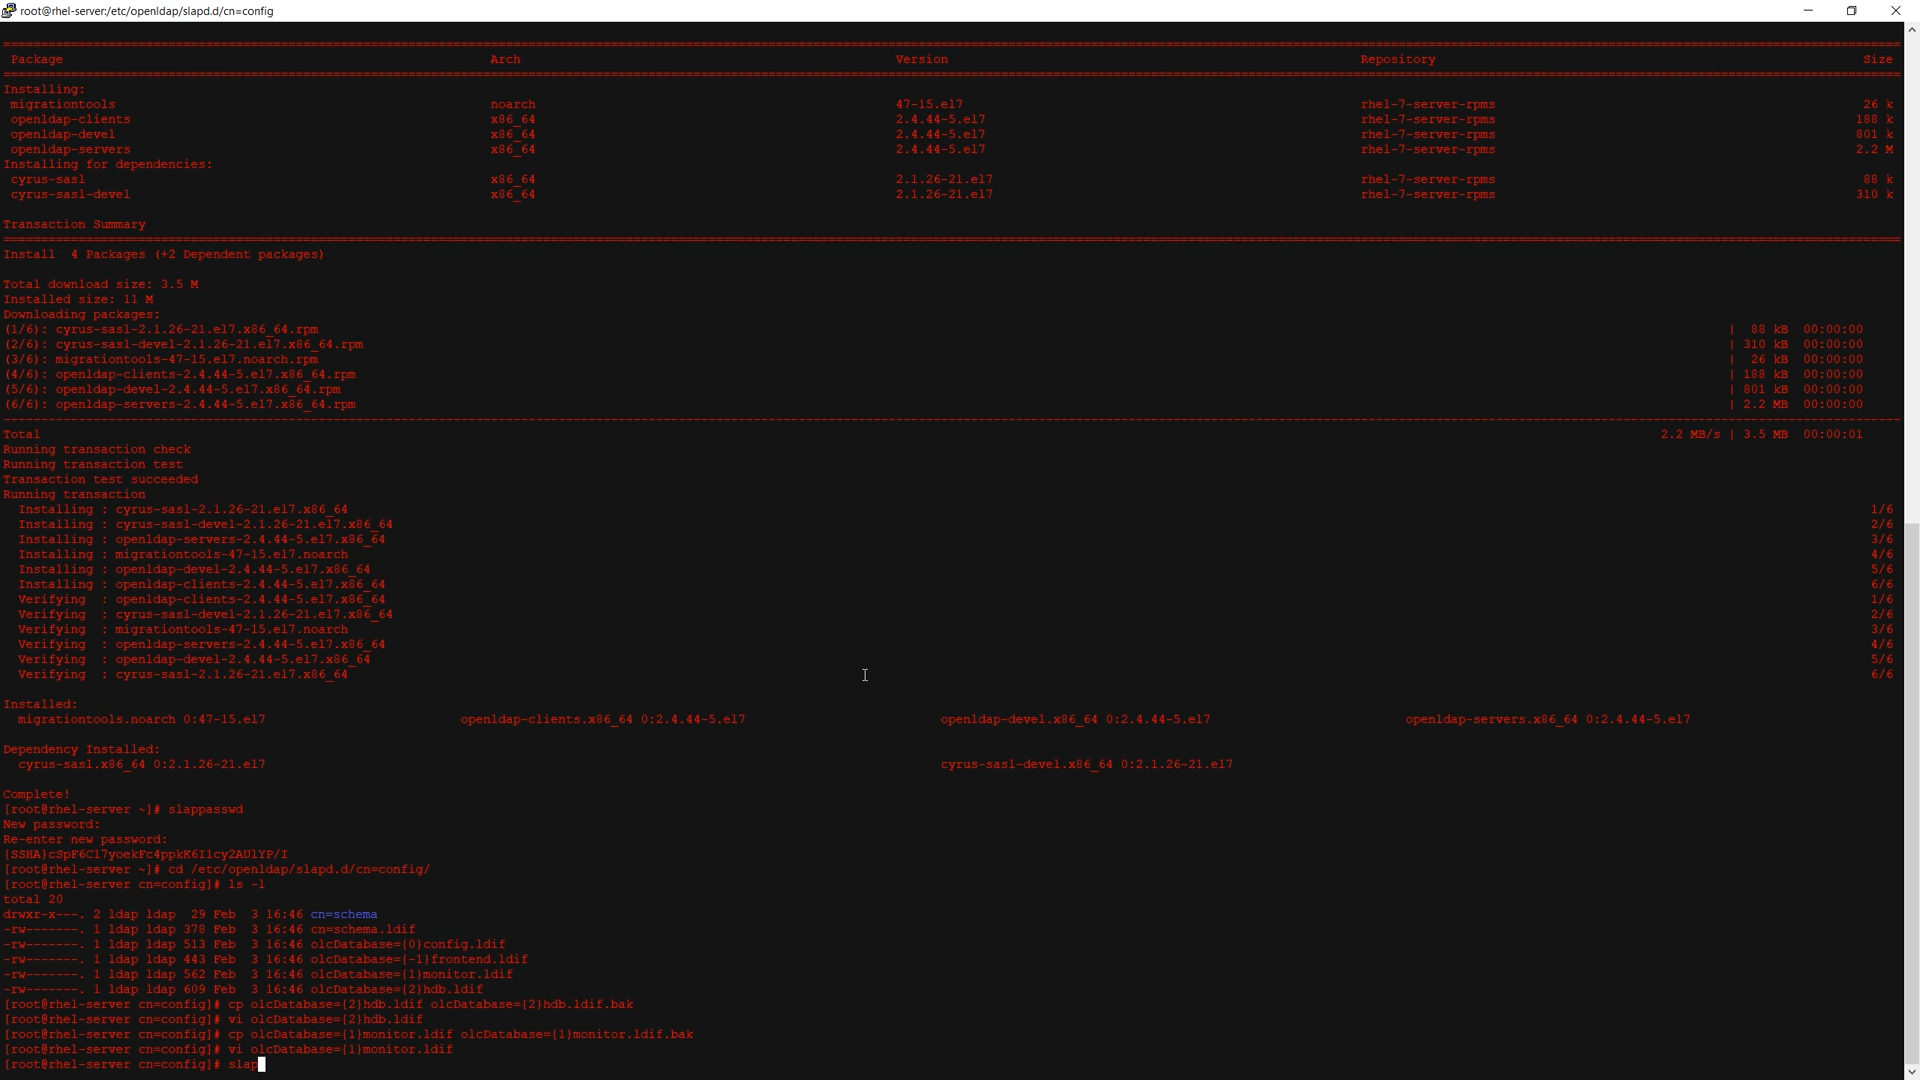 root@rhel-server:/etc/openldap/slapd.d/cn=config
Package Arch Version Repository Size
Installing:
migrationtools noarch 47-15.el7 rhel-7-server-rpms 26 k
openldap-clients x86_64 2.4.44-5.el7 rhel-7-server-rpms 188 k
openldap-devel x86_64 2.4.44-5.el7 rhel-7-server-rpms 801 k
openldap-servers x86_64 2.4.44-5.el7 rhel-7-server-rpms 2.2 M
Installing for dependencies:
cyrus-sasl x86_64 2.1.26-21.el7 rhel-7-server-rpms 88 k
cyrus-sasl-devel x86_64 2.1.26-21.el7 rhel-7-server-rpms 310 k
Transaction Summary
Install 4 Packages (+2 Dependent packages)
Total download size: 3.5 M
Installed size: 11 M
Downloading packages:
(1/6): cyrus-sasl-2.1.26-21.el7.x86_64.rpm | 88 kB 00:00:00
(2/6): cyrus-sasl-devel-2.1.26-21.el7.x86_64.rpm | 310 kB 00:00:00
(3/6): migrationtools-47-15.el7.noarch.rpm | 26 kB 00:00:00
(4/6): openldap-clients-2.4.44-5.el7.x86_64.rpm | 188 kB 00:00:00
(5/6): openldap-devel-2.4.44-5.el7.x86_64.rpm | 801 kB 00:00:00
(6/6): openldap-servers-2.4.44-5.el7.x86_64.rpm | 2.2 MB 00:00:00
Total 2.2 MB/s | 3.5 MB 00:00:01
Running transaction check
Running transaction test
Transaction test succeeded
Running transaction
Installing : cyrus-sasl-2.1.26-21.el7.x86_64 1/6
Installing : cyrus-sasl-devel-2.1.26-21.el7.x86_64 2/6
Installing : openldap-servers-2.4.44-5.el7.x86_64 3/6
Installing : migrationtools-47-15.el7.noarch 4/6
Installing : openldap-devel-2.4.44-5.el7.x86_64 5/6
Installing : openldap-clients-2.4.44-5.el7.x86_64 6/6
Verifying : openldap-clients-2.4.44-5.el7.x86_64 1/6
Verifying : cyrus-sasl-devel-2.1.26-21.el7.x86_64 2/6
Verifying : migrationtools-47-15.el7.noarch 3/6
Verifying : openldap-servers-2.4.44-5.el7.x86_64 4/6
Verifying : openldap-devel-2.4.44-5.el7.x86_64 5/6
Verifying : cyrus-sasl-2.1.26-21.el7.x86_64 6/6
Installed:
migrationtools.noarch 0:47-15.el7 openldap-clients.x86_64 0:2.4.44-5.el7 openldap-devel.x86_64 0:2.4.44-5.el7 openldap-servers.x86_64 0:2.4.44-5.el7
Dependency Installed:
cyrus-sasl.x86_64 0:2.1.26-21.el7 cyrus-sasl-devel.x86_64 0:2.1.26-21.el7
Complete!
[root@rhel-server ~]# slappasswd
New password:
Re-enter new password:
{SSHA}cSpF6C17yoekFc4ppkK6I1cy2AUlYP/I
[root@rhel-server ~]# cd /etc/openldap/slapd.d/cn=config/
[root@rhel-server cn=config]# ls -l
total 20
drwxr-x---. 2 ldap ldap 29 Feb 3 16:46 cn=schema
-rw-------. 1 ldap ldap 378 Feb 3 16:46 cn=schema.ldif
-rw-------. 1 ldap ldap 513 Feb 3 16:46 olcDatabase={0}config.ldif
-rw-------. 1 ldap ldap 443 Feb 3 16:46 olcDatabase={-1}frontend.ldif
-rw-------. 1 ldap ldap 562 Feb 3 16:46 olcDatabase={1}monitor.ldif
-rw-------. 1 ldap ldap 609 Feb 3 16:46 olcDatabase={2}hdb.ldif
[root@rhel-server cn=config]# cp olcDatabase={2}hdb.ldif olcDatabase={2}hdb.ldif.bak
[root@rhel-server cn=config]# vi olcDatabase={2}hdb.ldif
[root@rhel-server cn=config]# cp olcDatabase={1}monitor.ldif olcDatabase={1}monitor.ldif.bak
[root@rhel-server cn=config]# vi olcDatabase={1}monitor.ldif
[root@rhel-server cn=config]# slap